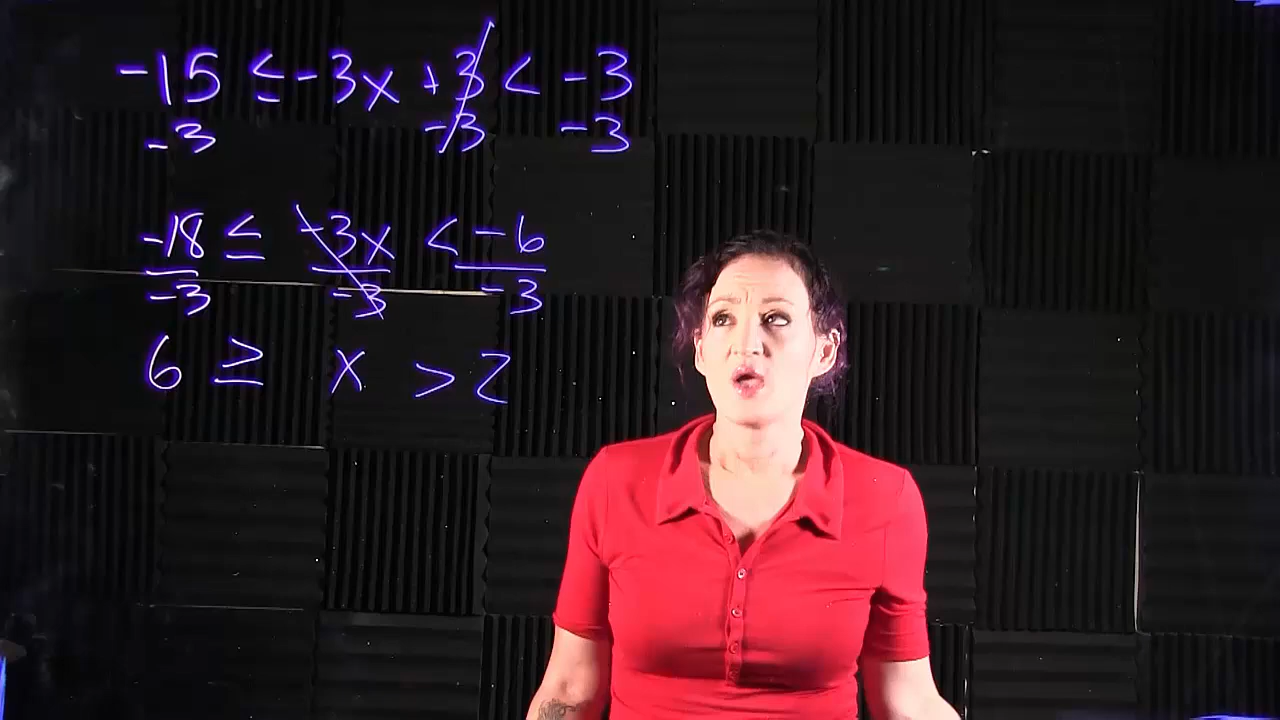 -15 ≤ -3x + 3 < -3
-3 -3 -3
-18 ≤ -3x < -6
-3 -3 -3
6 ≥ x > 2